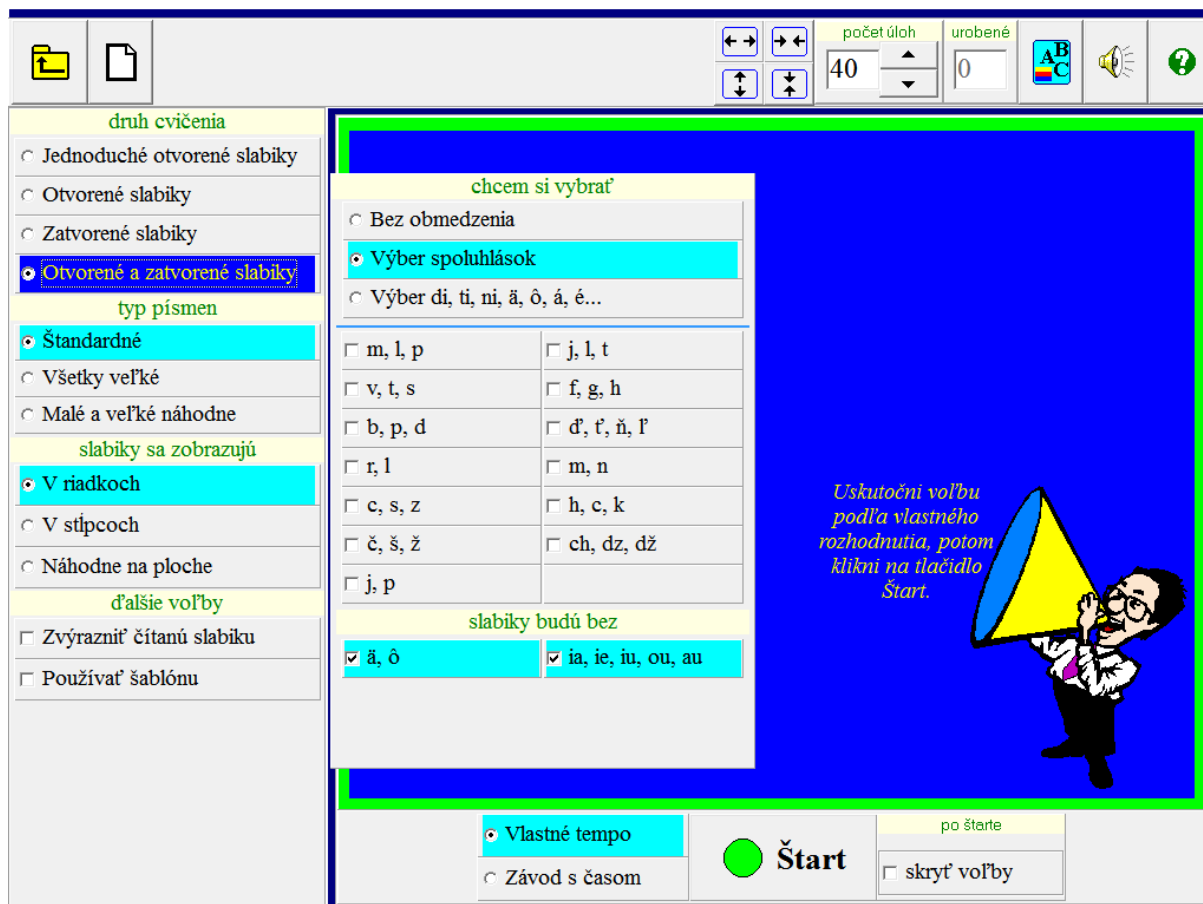 počet úloh
urobené
40
0
ABC
?
druh cvičenia
Jednoduché otvorené slabiky
Otvorené slabiky
Zatvorené slabiky
Otvorené a zatvorené slabiky
typ písmen
Štandardné
Všetky veľké
Malé a veľké náhodne
slabiky sa zobrazujú
V riadkoch
V stĺpcoch
Náhodne na ploche
ďalšie voľby
Zvýrazniť čítanú slabiku
Používať šablónu
chcem si vybrať
Bez obmedzenia
Výber spoluhlások
Výber di, ti, ni, ä, ô, á, é...
m, l, p
j, l, t
v, t, s
f, g, h
b, p, d
ď, ť, ň, ľ
r, l
m, n
c, s, z
h, c, k
č, š, ž
ch, dz, dž
j, p
slabiky budú bez
ä, ô
ia, ie, iu, ou, au
Uskutočni voľbu
podľa vlastného
rozhodnutia, potom
klikni na tlačidlo
Štart.
Vlastné tempo
Závod s časom
Štart
po štarte
skryť voľby